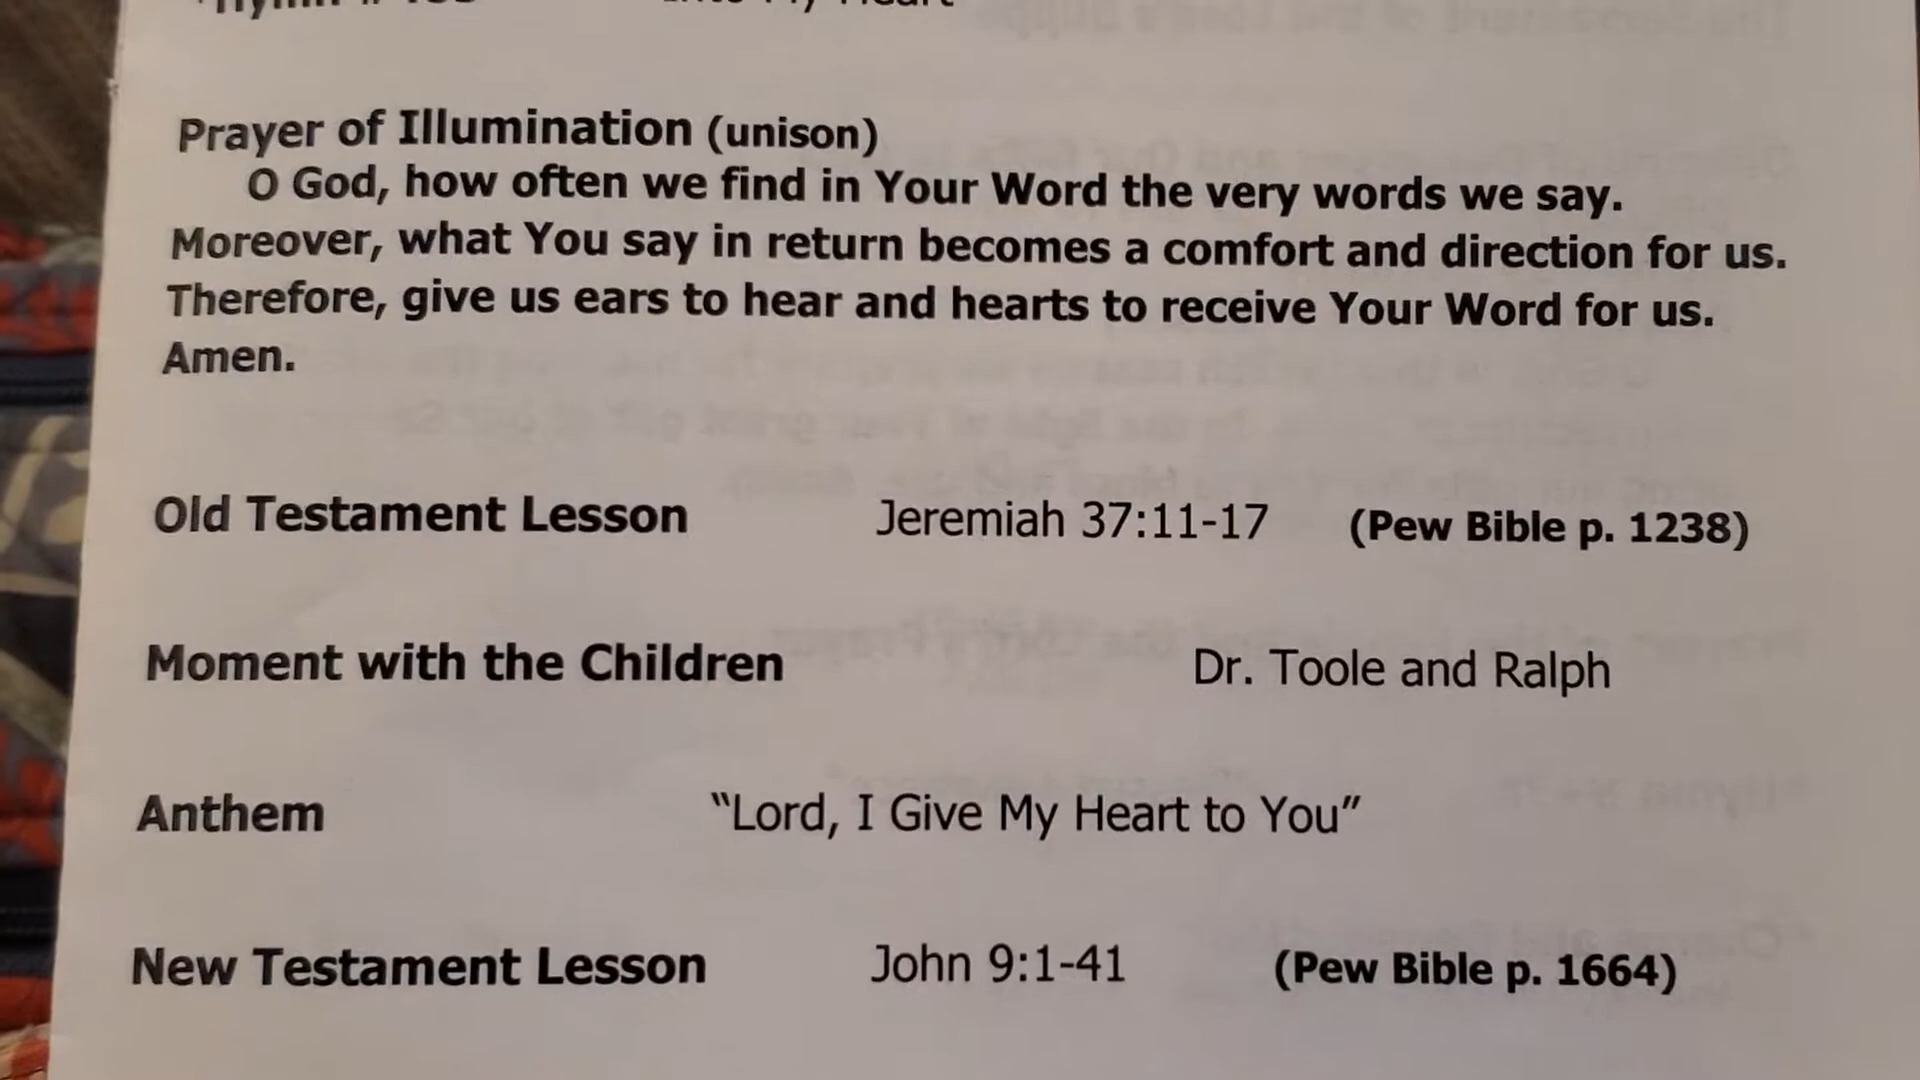 Into My Heart
Prayer of Illumination (unison)
O God, how often we find in Your Word the very words we say.
Moreover, what You say in return becomes a comfort and direction for us.
Therefore, give us ears to hear and hearts to receive Your Word for us.
Amen.
Old Testament Lesson Jeremiah 37:11-17 (Pew Bible p. 1238)
Moment with the Children Dr. Toole and Ralph
Anthem “Lord, I Give My Heart to You”
New Testament Lesson John 9:1-41 (Pew Bible p. 1664)